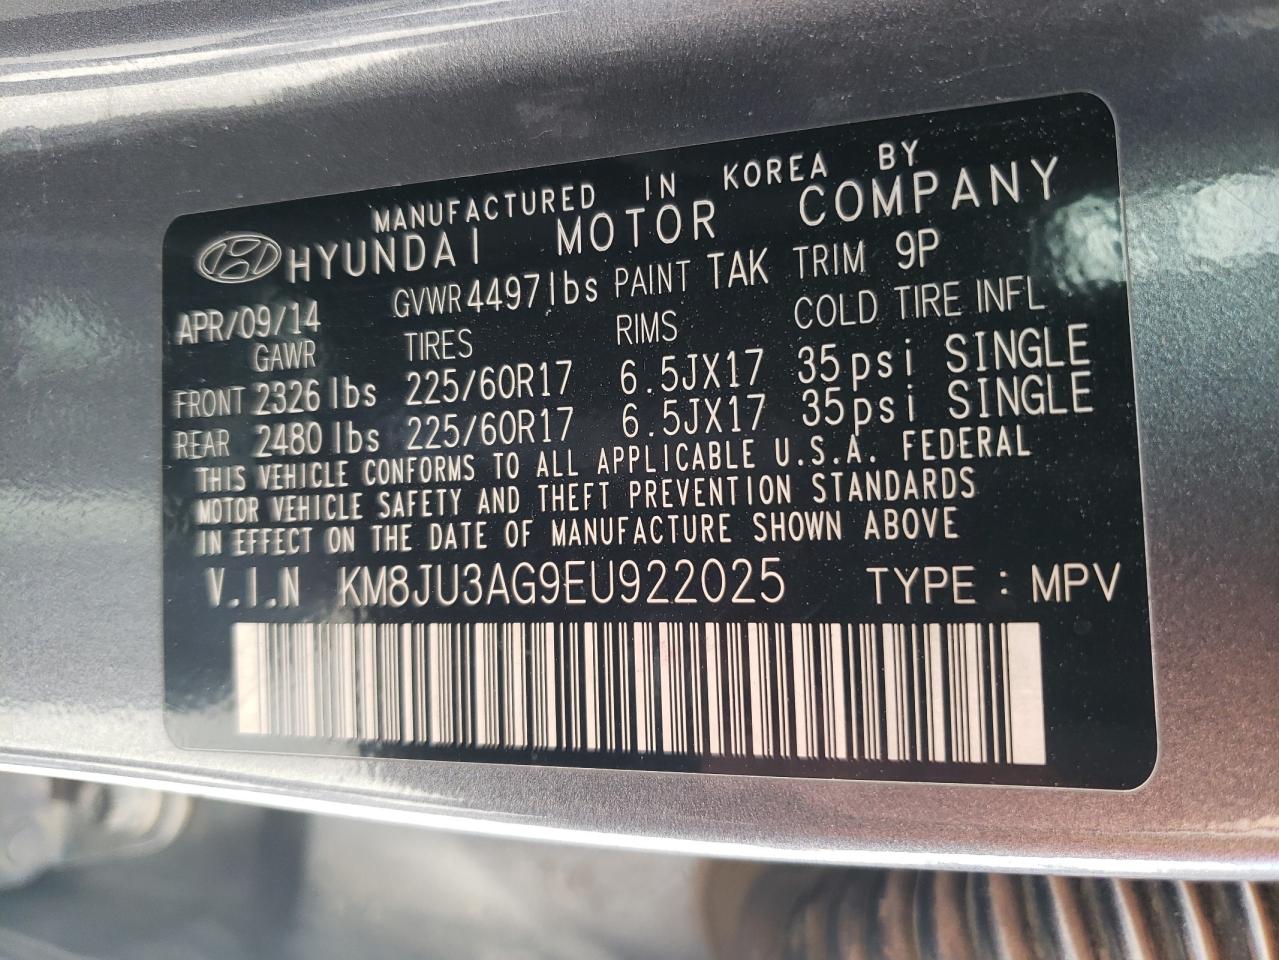 MANUFACTURED IN KOREA BY
HYUNDAI MOTOR COMPANY
APR/09/14 GVWR 4497lbs PAINT TAK TRIM 9P
GAWR TIRES RIMS COLD TIRE INFL
FRONT 2326 lbs 225/60R17 6.5JX17 35psi SINGLE
REAR 2480 lbs 225/60R17 6.5JX17 35psi SINGLE
THIS VEHICLE CONFORMS TO ALL APPLICABLE U.S.A. FEDERAL
MOTOR VEHICLE SAFETY AND THEFT PREVENTION STANDARDS
IN EFFECT ON THE DATE OF MANUFACTURE SHOWN ABOVE
V.I.N KM8JU3AG9EU922025 TYPE : MPV